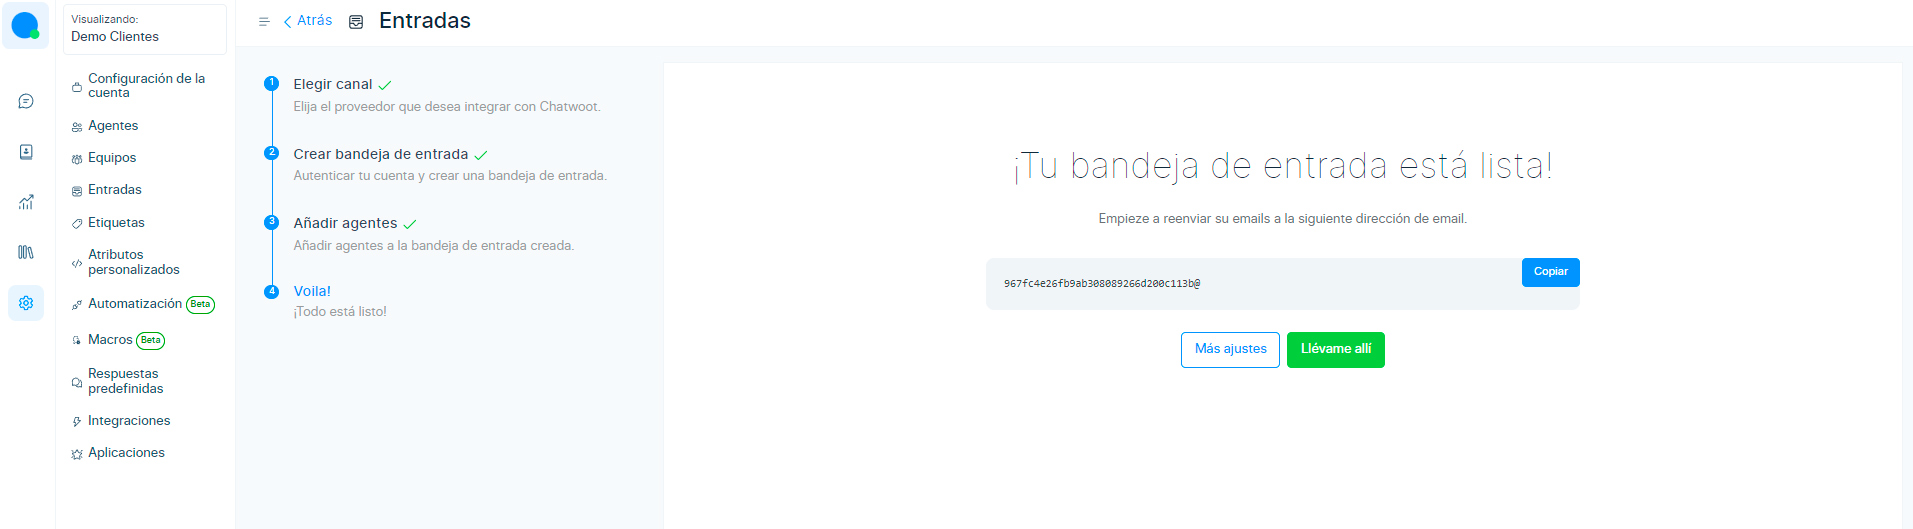 Visualizando:
Demo Clientes
Configuración de la
cuenta
Agentes
Equipos
Entradas
Etiquetas
Atributos
personalizados
Automatización Beta
Macros Beta
Respuestas
predefinidas
Integraciones
Aplicaciones
Atrás Entradas
1 Elegir canal
Elija el proveedor que desea integrar con Chatwoot.
2 Crear bandeja de entrada
Autenticar tu cuenta y crear una bandeja de entrada.
3 Añadir agentes
Añadir agentes a la bandeja de entrada creada.
4 Voila!
¡Todo está listo!
¡Tu bandeja de entrada está lista!
Empieze a reenviar su emails a la siguiente dirección de email.
Copiar
967fc4e26fb9ab308089266d200c113b@
Más ajustes Llévame allí